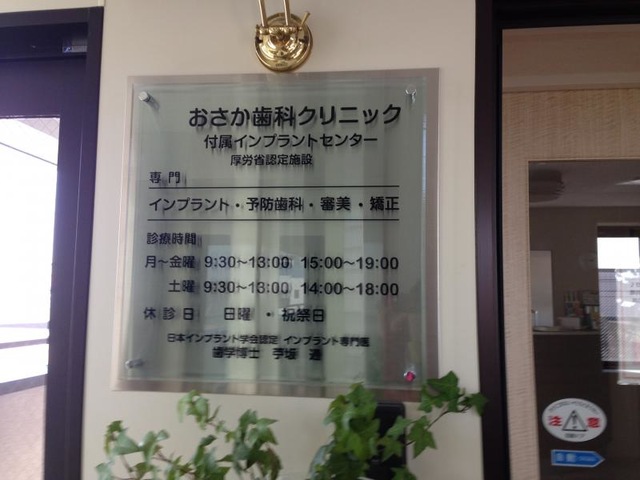 おさか歯科クリニック
付属インプラントセンター
厚労省認定施設
専門
インプラント・予防歯科・審美・矯正
診療時間
月～金曜 9:30～13:00 15:00～19:00
土曜 9:30～13:00 14:00～18:00
休診日 日曜・祝祭日
日本インプラント学会認定 インプラント専門医
歯学博士
注意